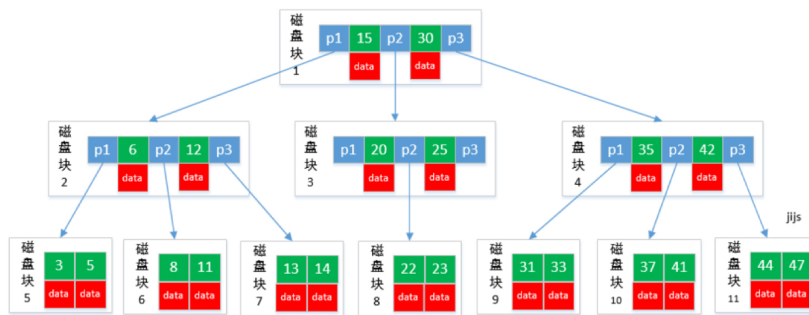 磁盘块1
p1 15 p2 30 p3
data data
磁盘块2
p1 6 p2 12 p3
data data
磁盘块3
p1 20 p2 25 p3
data data
磁盘块4
p1 35 p2 42 p3
data data
jijs
磁盘块5
3 5
data data
磁盘块6
8 11
data data
磁盘块7
13 14
data data
磁盘块8
22 23
data data
磁盘块9
31 33
data data
磁盘块10
37 41
data data
磁盘块11
44 47
data data